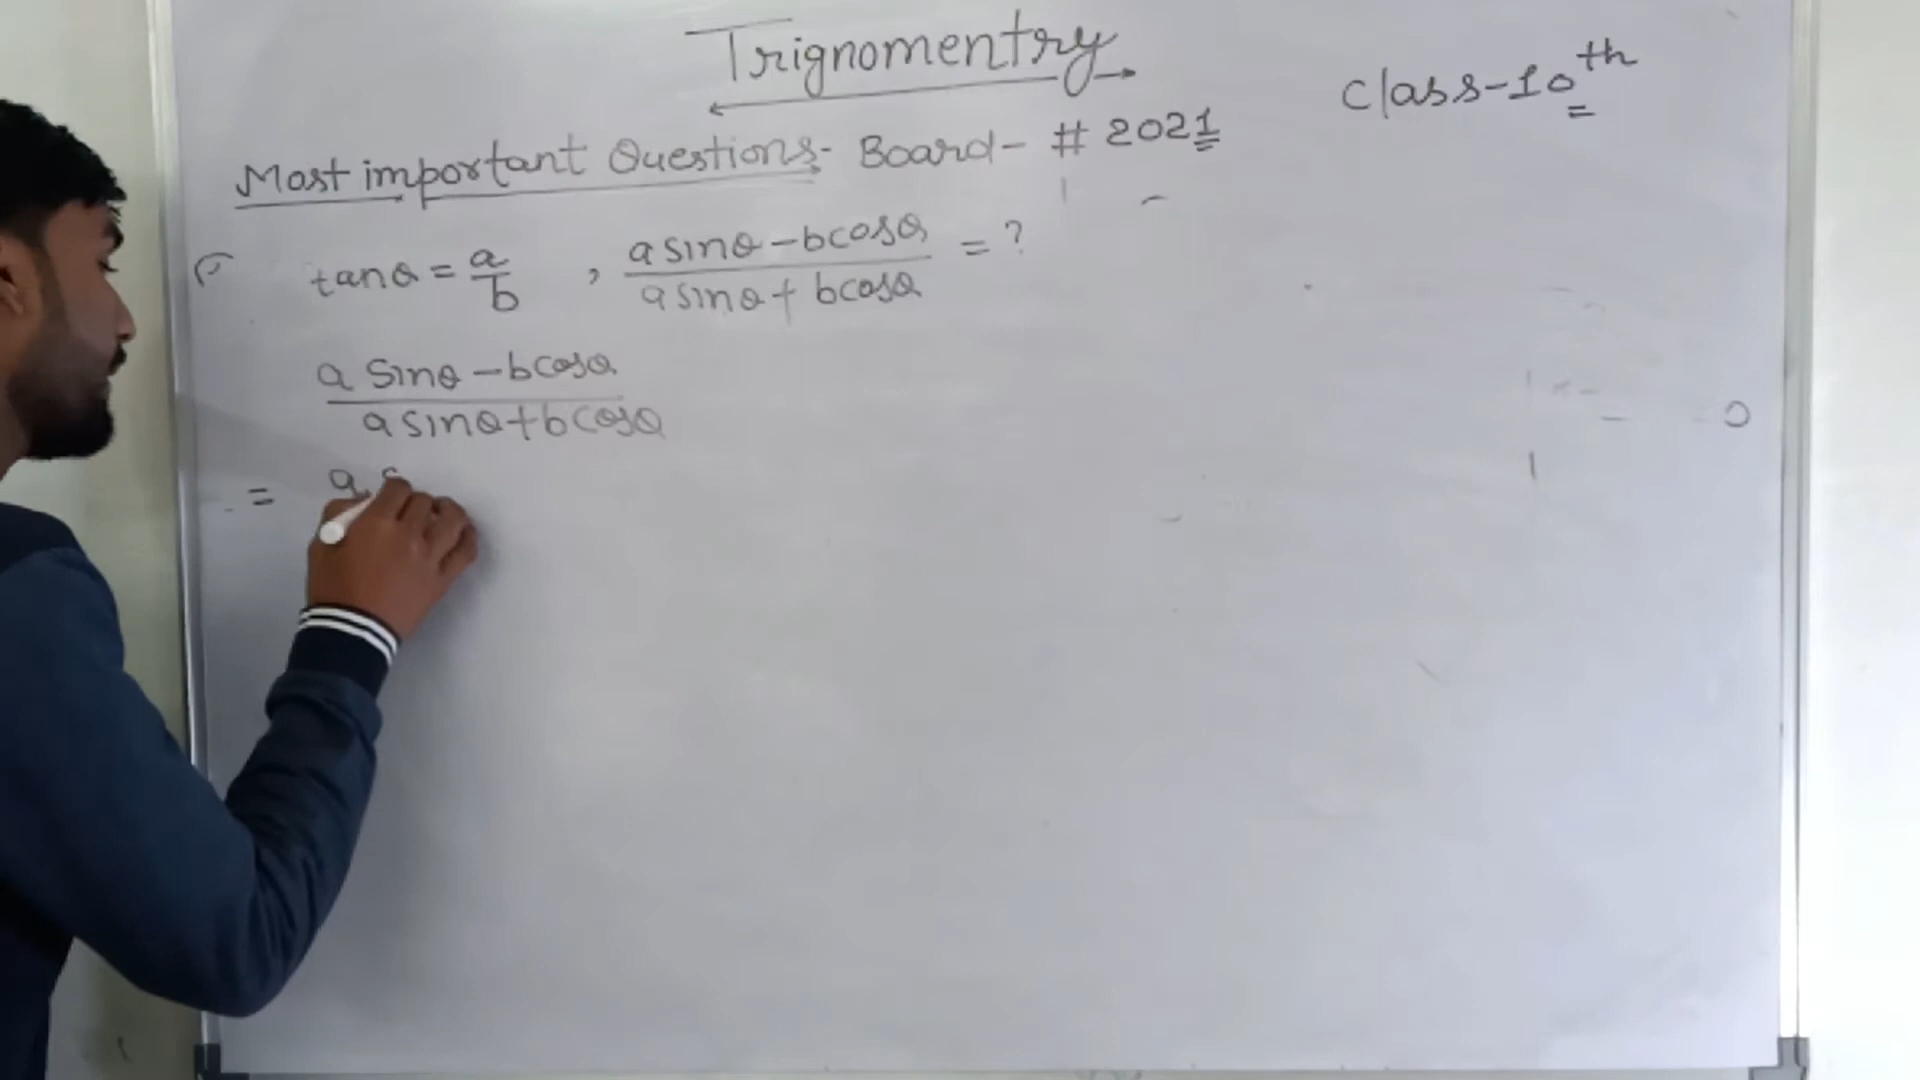 Trignomentry
Class-10th
Most important Questions- Board- # 2021
tanθ = a/b , (a sinθ - b cosθ)/(a sinθ + b cosθ) = ?
(a sinθ - b cosθ)/(a sinθ + b cosθ)
= a